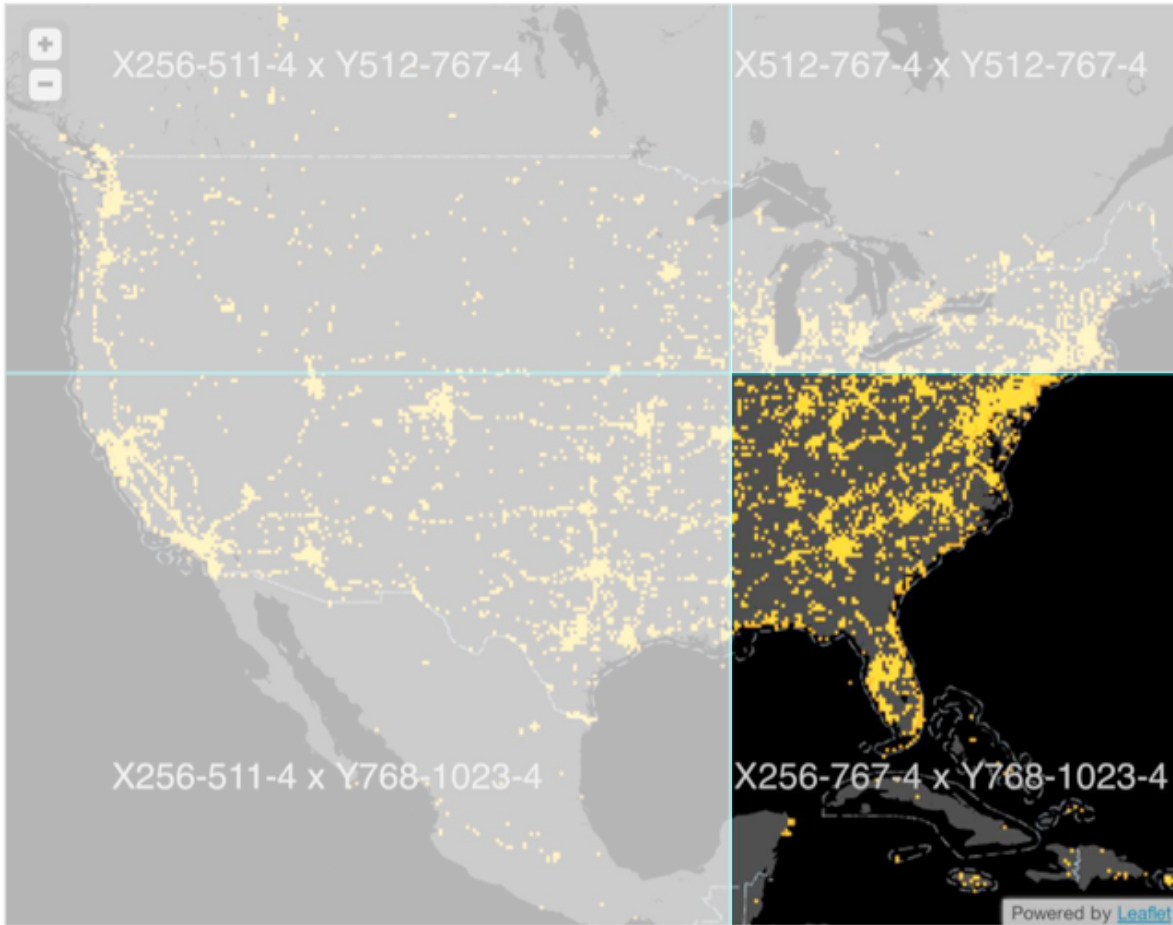 +
X256-511-4 x Y512-767-4
X512-767-4 x Y512-767-4
−
X256-511-4 x Y768-1023-4
X256-767-4 x Y768-1023-4
Powered by Leaflet